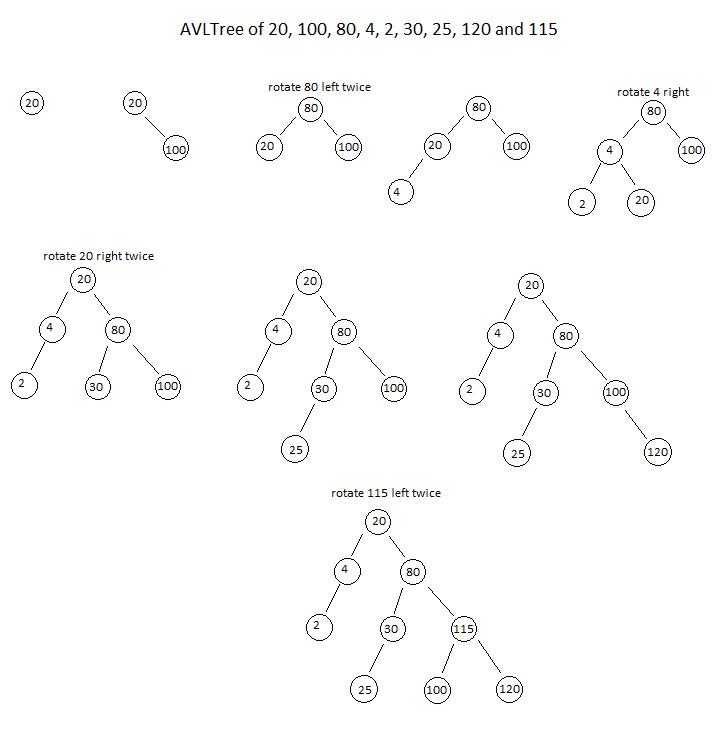 AVLTree of 20, 100, 80, 4, 2, 30, 25, 120 and 115
rotate 80 left twice
rotate 4 right
20 20 80 80 80
100 20 100 20 100 4 100
4 2 20
rotate 20 right twice
20 20 20
4 80 4 80 4 80
2 30 100 2 30 100 2 30 100
25 25 120
rotate 115 left twice
20
4 80
2 30 115
25 100 120